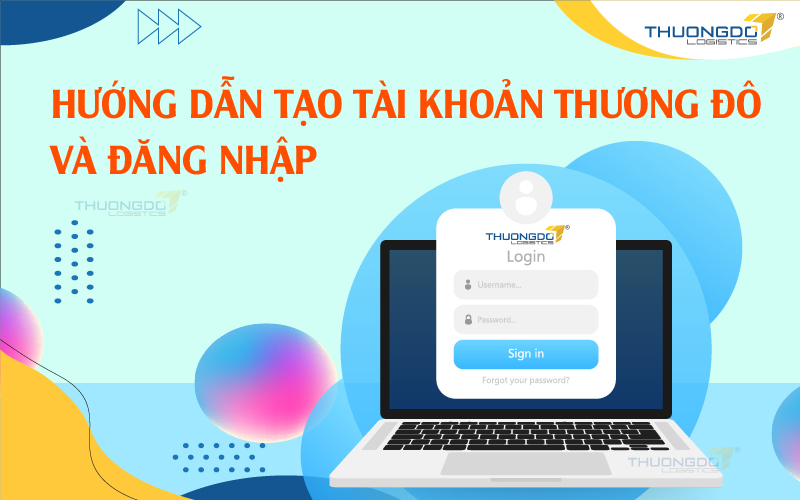 THUONGDO
LOGISTICS
HƯỚNG DẪN TẠO TÀI KHOẢN THƯƠNG ĐÔ
VÀ ĐĂNG NHẬP
THUONGDO
LOGISTICS
THUONGDO
LOGISTICS
Login
Username...
Password...
Sign in
Forgot your password?
THUONGDO
LOGISTICS